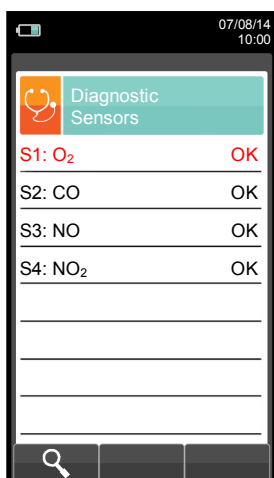 07/08/14
10:00
Diagnostic
Sensors
S1: O₂ OK
S2: CO OK
S3: NO OK
S4: NO₂ OK